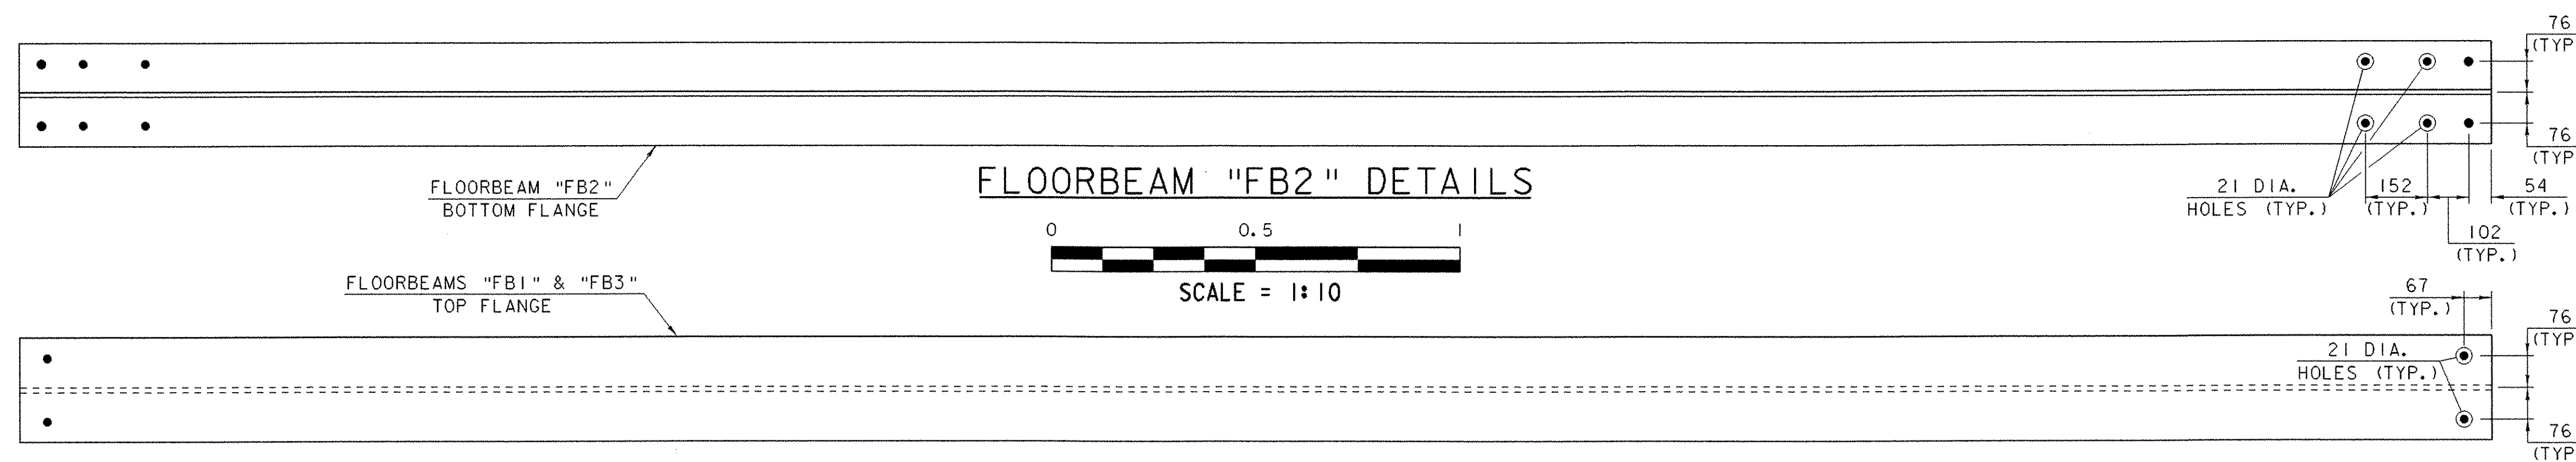 76
(TYP
76
(TYP
FLOORBEAM "FB2"
BOTTOM FLANGE
FLOORBEAM "FB2" DETAILS
21 DIA.
HOLES (TYP.)
152
(TYP.)
54
(TYP.)
102
(TYP.)
0 0.5 1
SCALE = 1:10
FLOORBEAMS "FB1" & "FB3"
TOP FLANGE
67
(TYP.)
76
(TYP
21 DIA.
HOLES (TYP.)
76
(TYP